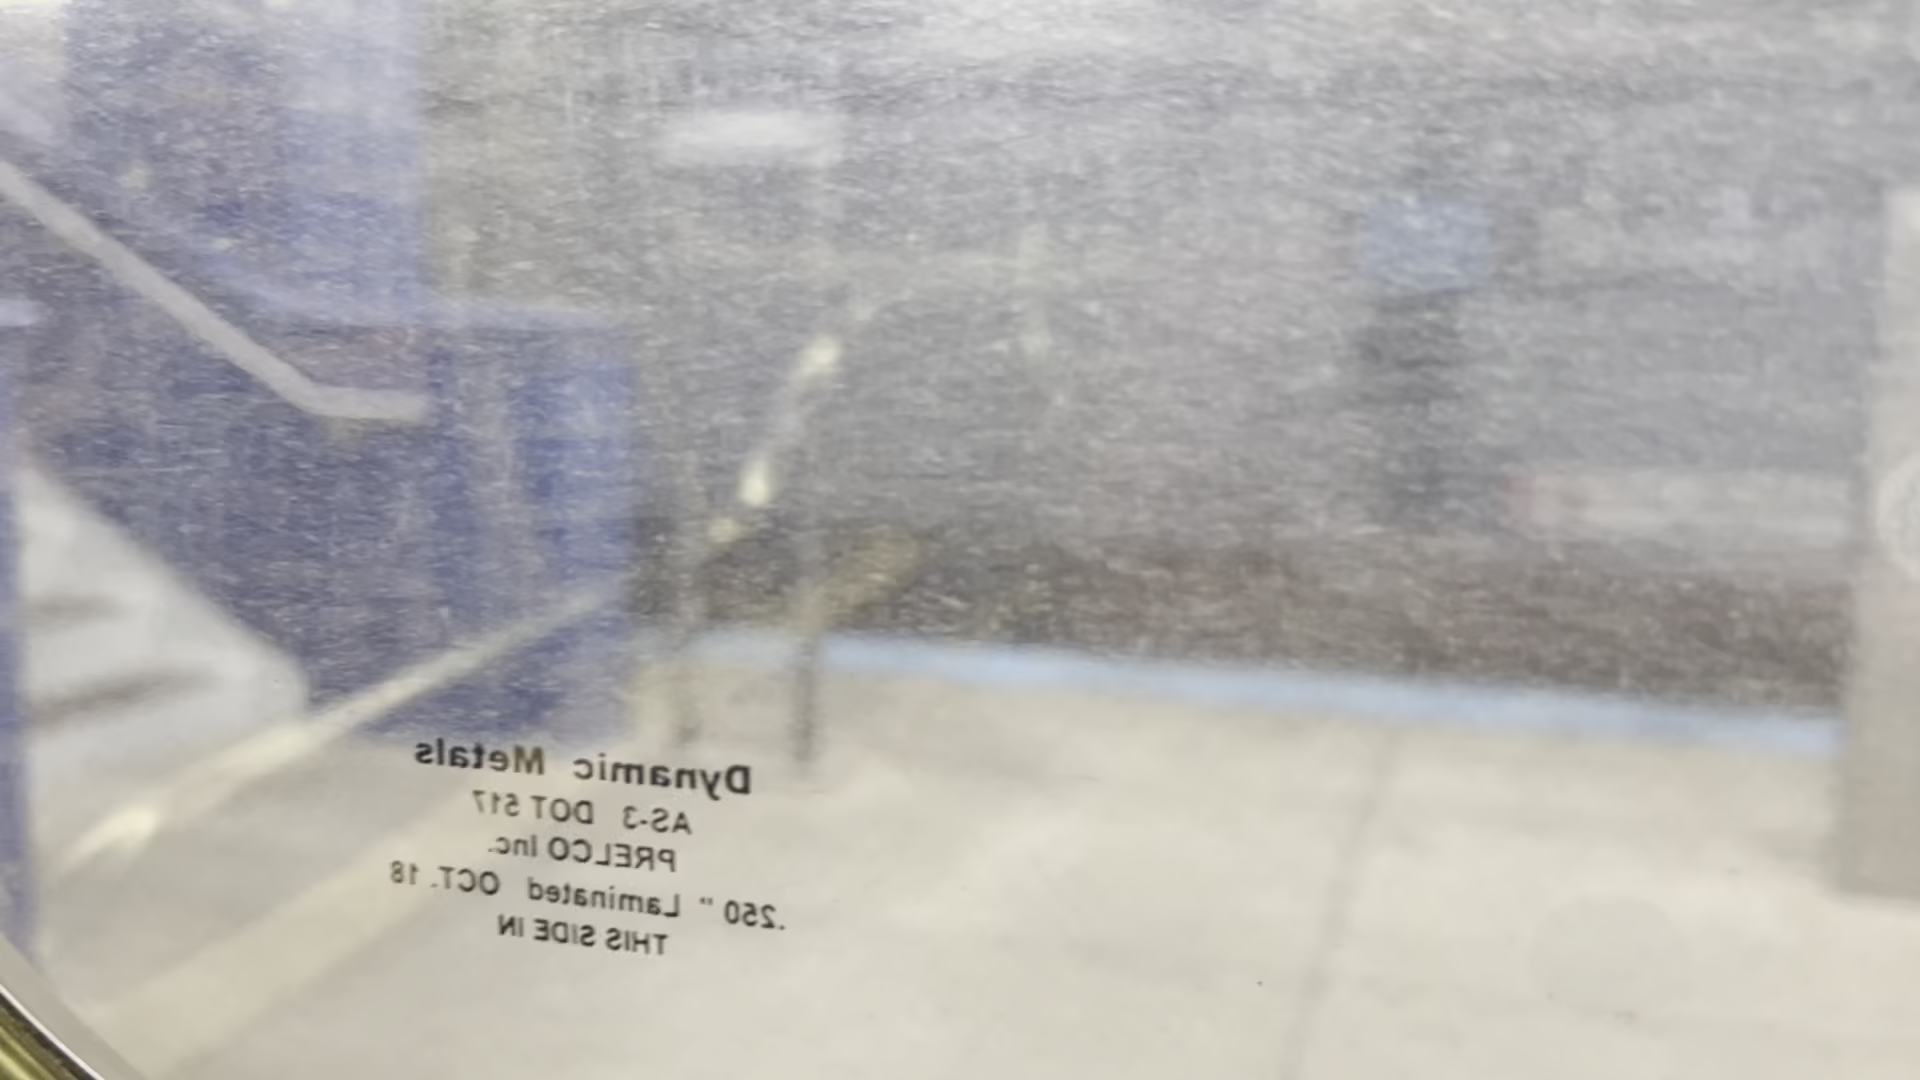 Dynamic Metals
AS-3 DOT 517
PRELCO Inc.
.250 " Laminated OCT. 18
THIS SIDE IN